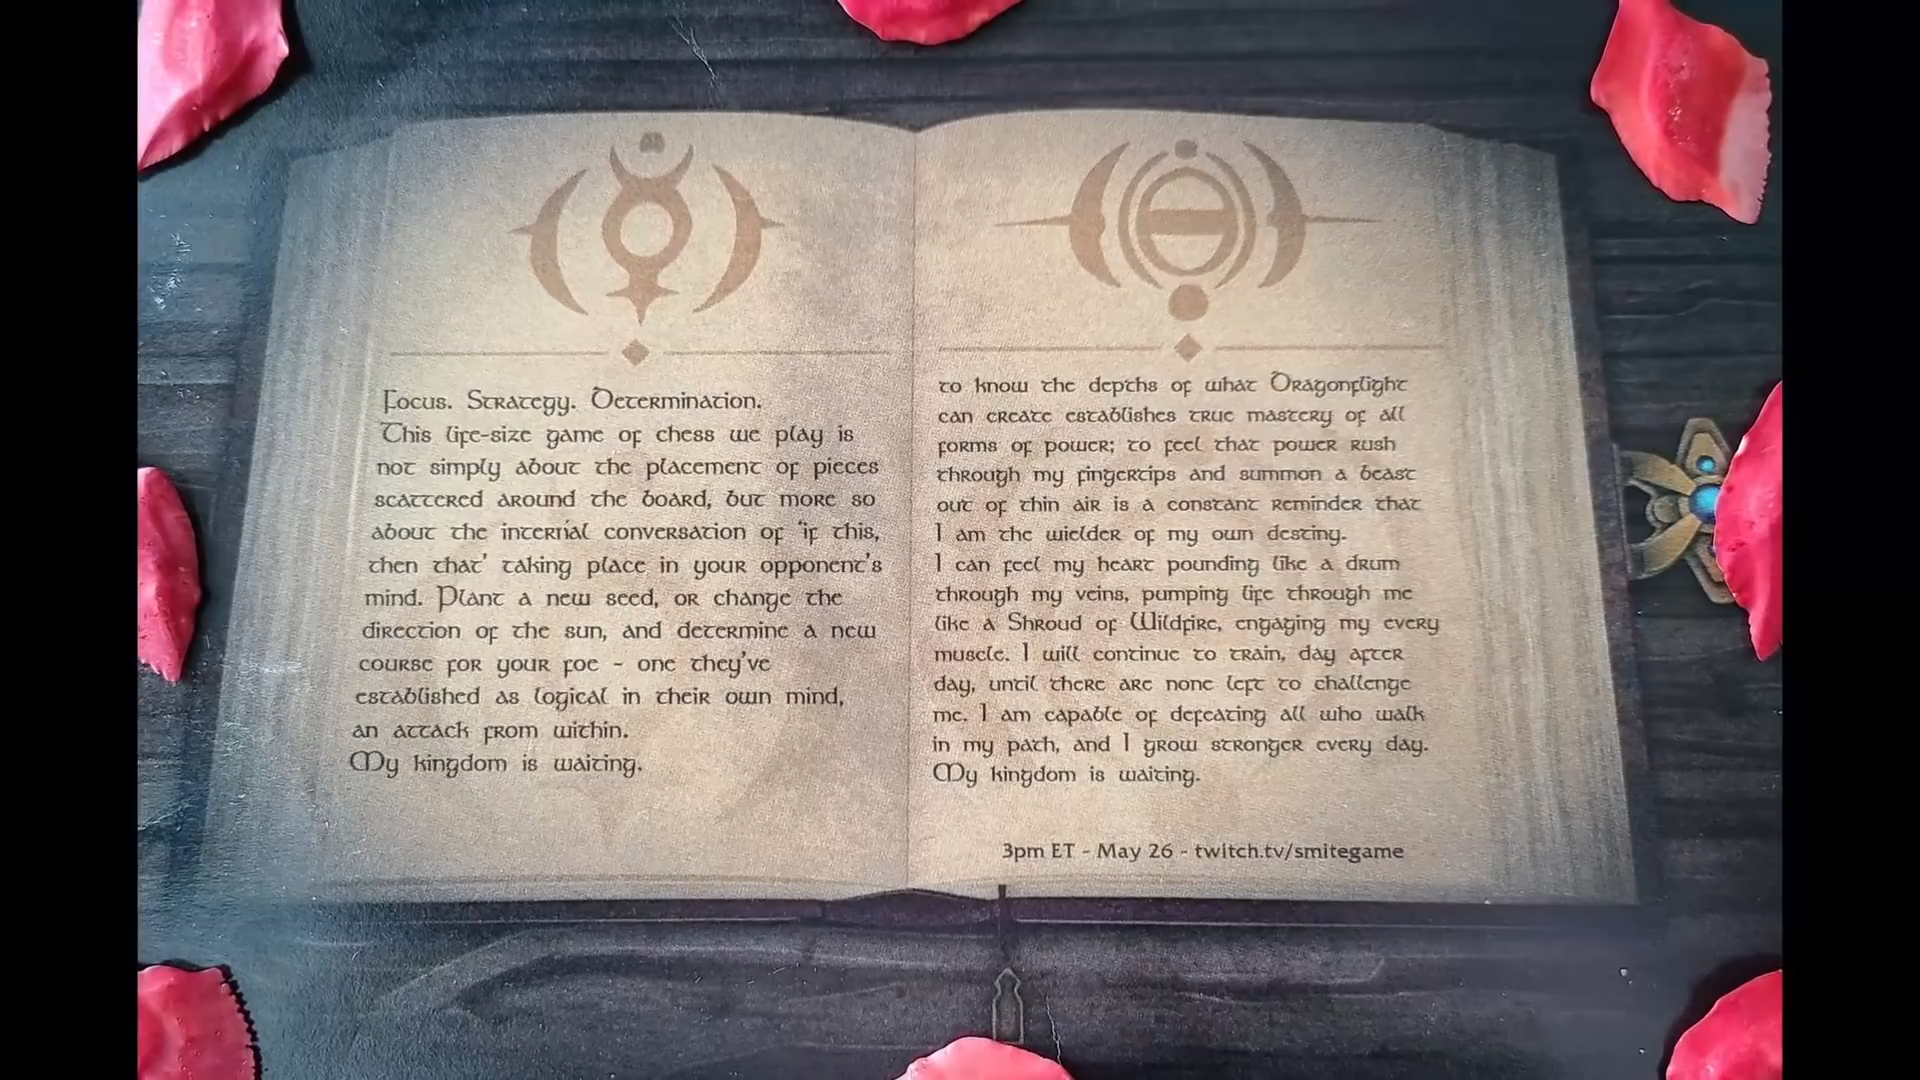 Focus. Strategy. Determination.
This life-size game of chess we play is
not simply about the placement of pieces
scattered around the board, but more so
about the internal conversation of 'if this,
then that' taking place in your opponent's
mind. Plant a new seed, or change the
direction of the sun, and determine a new
course for your foe - one they've
established as logical in their own mind,
an attack from within.
My kingdom is waiting.
to know the depths of what Dragonflight
can create establishes true mastery of all
forms of power; to feel that power rush
through my fingertips and summon a beast
out of thin air is a constant reminder that
I am the wielder of my own destiny.
I can feel my heart pounding like a drum
through my veins, pumping life through me
like a Shroud of Wildfire, engaging my every
muscle. I will continue to train, day after
day, until there are none left to challenge
me. I am capable of defeating all who walk
in my path, and I grow stronger every day.
My kingdom is waiting.
3pm ET - May 26 - twitch.tv/smitegame